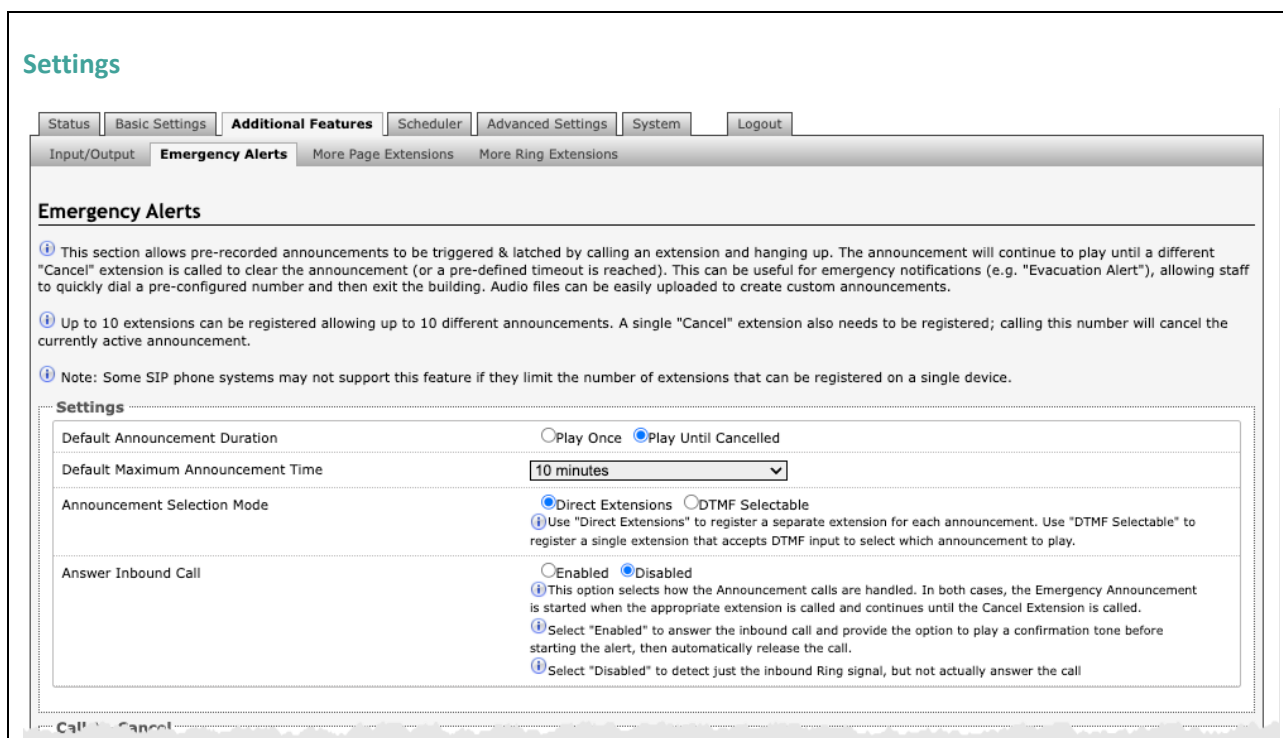 Settings
Status Basic Settings Additional Features Scheduler Advanced Settings System Logout
Input/Output Emergency Alerts More Page Extensions More Ring Extensions
Emergency Alerts
This section allows pre-recorded announcements to be triggered & latched by calling an extension and hanging up. The announcement will continue to play until a different
"Cancel" extension is called to clear the announcement (or a pre-defined timeout is reached). This can be useful for emergency notifications (e.g. "Evacuation Alert"), allowing staff
to quickly dial a pre-configured number and then exit the building. Audio files can be easily uploaded to create custom announcements.
Up to 10 extensions can be registered allowing up to 10 different announcements. A single "Cancel" extension also needs to be registered; calling this number will cancel the
currently active announcement.
Note: Some SIP phone systems may not support this feature if they limit the number of extensions that can be registered on a single device.
Settings
Default Announcement Duration Play Once Play Until Cancelled
Default Maximum Announcement Time 10 minutes
Announcement Selection Mode Direct Extensions DTMF Selectable
Use "Direct Extensions" to register a separate extension for each announcement. Use "DTMF Selectable" to
register a single extension that accepts DTMF input to select which announcement to play.
Answer Inbound Call Enabled Disabled
This option selects how the Announcement calls are handled. In both cases, the Emergency Announcement
is started when the appropriate extension is called and continues until the Cancel Extension is called.
Select "Enabled" to answer the inbound call and provide the option to play a confirmation tone before
starting the alert, then automatically release the call.
Select "Disabled" to detect just the inbound Ring signal, but not actually answer the call
Call Cancel